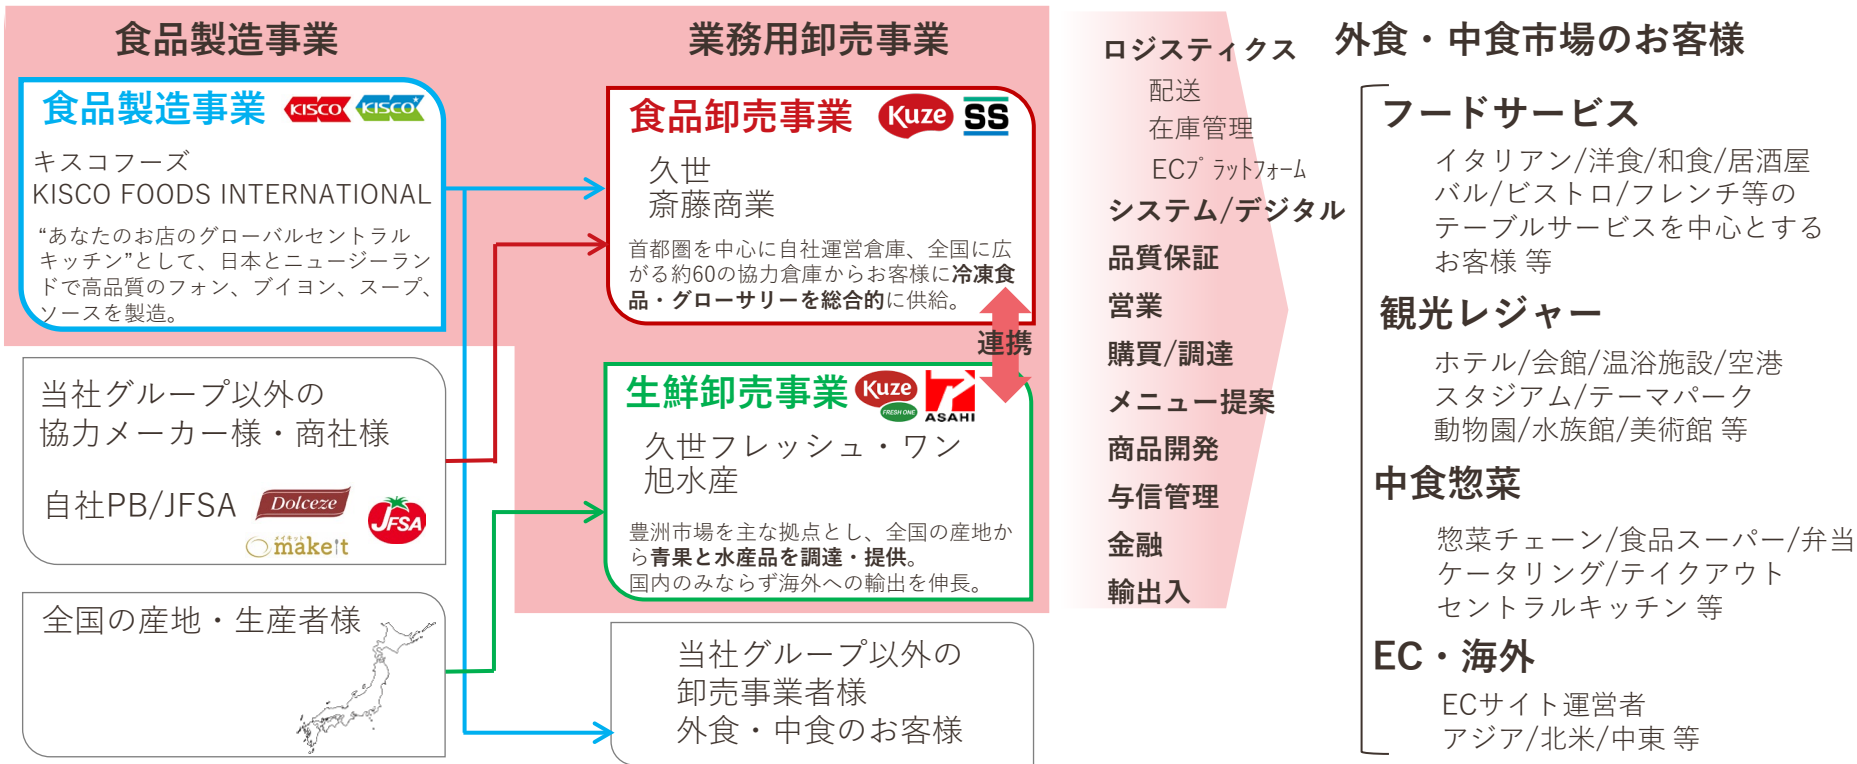 食品製造事業
食品製造事業 KISCO KISCO
キスコフーズ
KISCO FOODS INTERNATIONAL
“あなたのお店のグローバルセントラル
キッチン”として、日本とニュージーラン
ドで高品質のフォン、ブイヨン、スープ、
ソースを製造。
当社グループ以外の
協力メーカー様・商社様
自社PB/JFSA Dolceze JFSA
メイキット
makeit
全国の産地・生産者様
業務用卸売事業
食品卸売事業 Kuze SS
久世
斎藤商業
首都圏を中心に自社運営倉庫、全国に広
がる約60の協力倉庫からお客様に冷凍食
品・グローサリーを総合的に供給。
連携
生鮮卸売事業 Kuze FRESH ONE ASAHI
久世フレッシュ・ワン
旭水産
豊洲市場を主な拠点とし、全国の産地か
ら青果と水産品を調達・提供。
国内のみならず海外への輸出を伸長。
当社グループ以外の
卸売事業者様
外食・中食のお客様
ロジスティクス
配送
在庫管理
ECプラットフォーム
システム/デジタル
品質保証
営業
購買/調達
メニュー提案
商品開発
与信管理
金融
輸出入
外食・中食市場のお客様
フードサービス
イタリアン/洋食/和食/居酒屋
バル/ビストロ/フレンチ等の
テーブルサービスを中心とする
お客様 等
観光レジャー
ホテル/会館/温浴施設/空港
スタジアム/テーマパーク
動物園/水族館/美術館 等
中食惣菜
惣菜チェーン/食品スーパー/弁当
ケータリング/テイクアウト
セントラルキッチン 等
EC・海外
ECサイト運営者
アジア/北米/中東 等